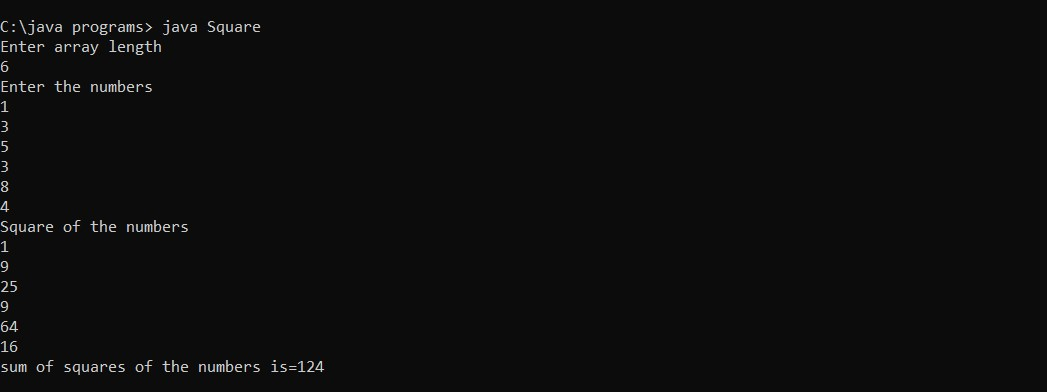 C:\java programs> java Square
Enter array length
6
Enter the numbers
1
3
5
3
8
4
Square of the numbers
1
9
25
9
64
16
sum of squares of the numbers is=124